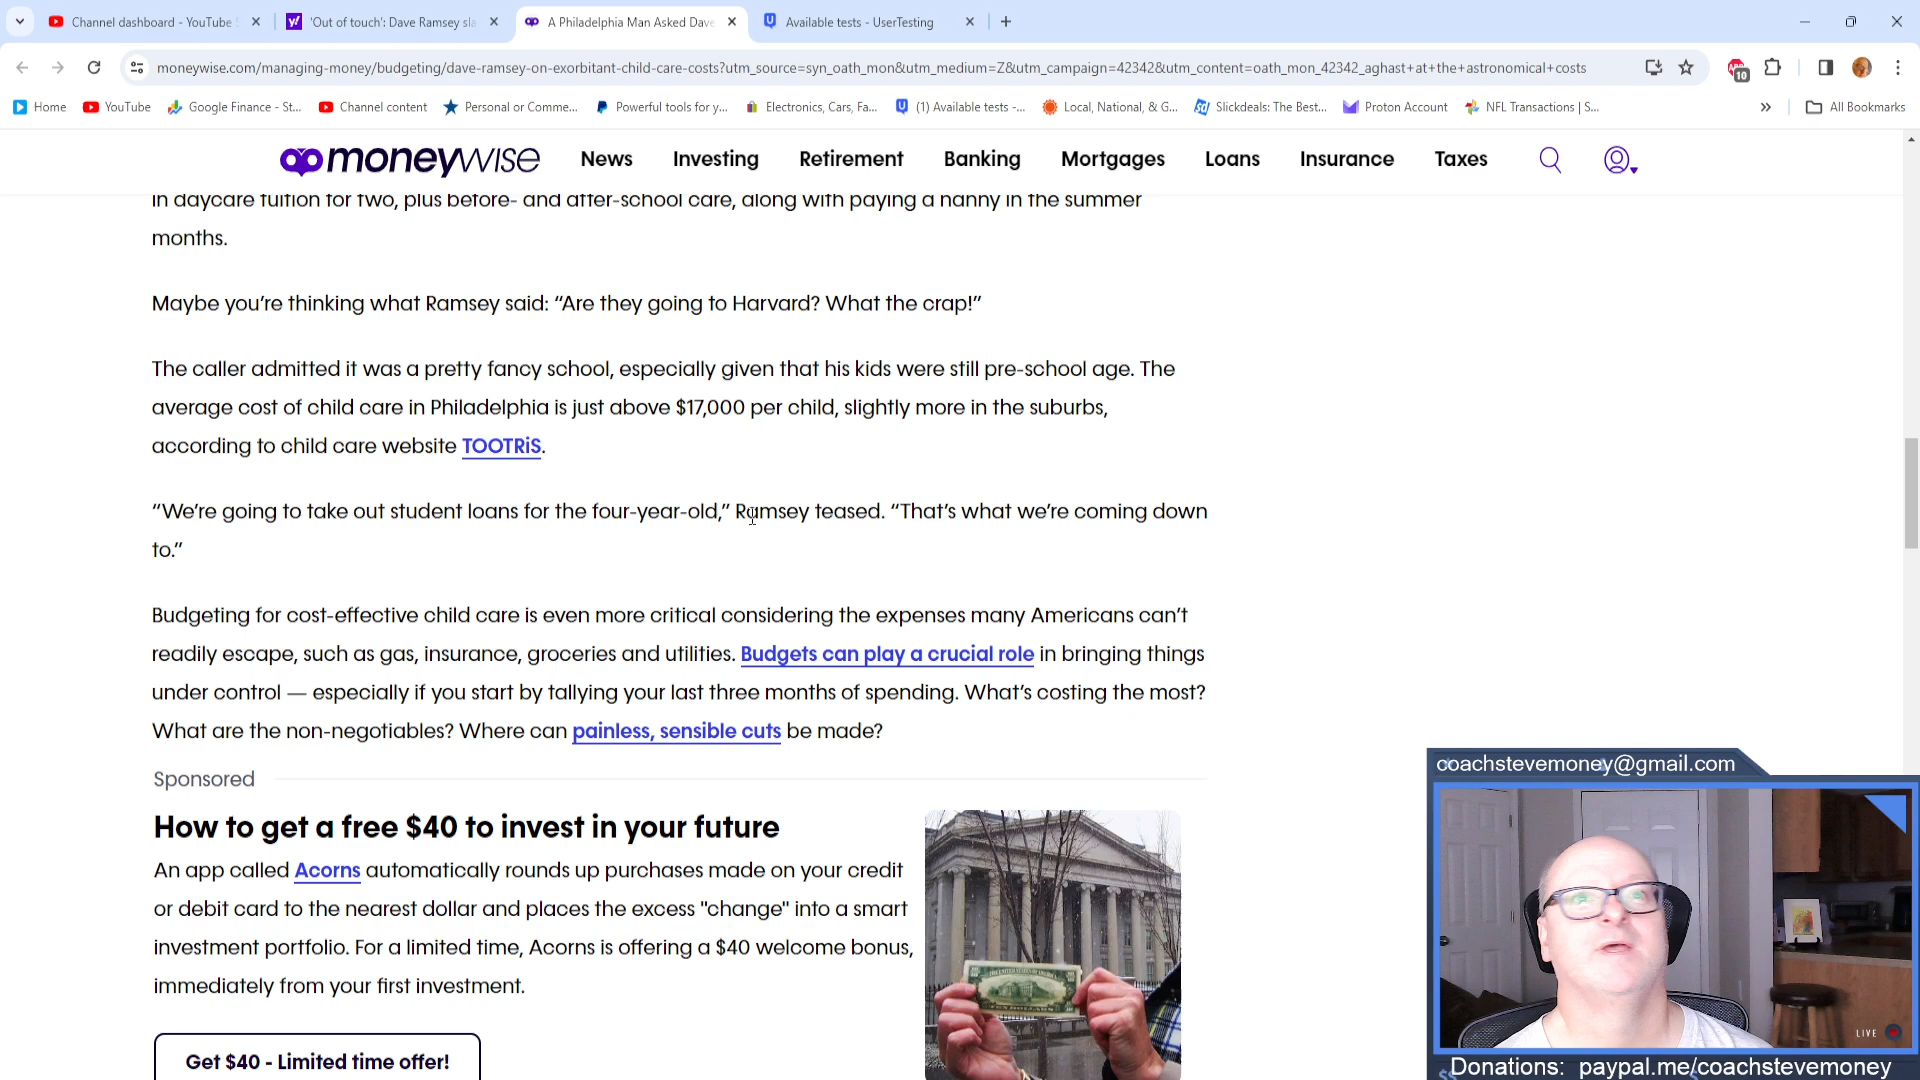 Channel dashboard - YouTube S
'Out of touch': Dave Ramsey sla
A Philadelphia Man Asked Dave
Available tests - UserTesting
moneywise.com/managing-money/budgeting/dave-ramsey-on-exorbitant-child-care-costs?utm_source=syn_oath_mon&utm_medium=Z&utm_campaign=42342&utm_content=oath_mon_42342_aghast+at+the+astronomical+costs
10
Home
YouTube
Google Finance - St...
Channel content
Personal or Comme...
Powerful tools for y...
Electronics, Cars, Fa...
(1) Available tests -...
Local, National, & G...
Slickdeals: The Best...
Proton Account
NFL Transactions | S...
»
All Bookmarks
moneywise
News
Investing
Retirement
Banking
Mortgages
Loans
Insurance
Taxes
in daycare tuition for two, plus before- and after-school care, along with paying a nanny in the summer
months.
Maybe you're thinking what Ramsey said: “Are they going to Harvard? What the crap!”
The caller admitted it was a pretty fancy school, especially given that his kids were still pre-school age. The
average cost of child care in Philadelphia is just above $17,000 per child, slightly more in the suburbs,
according to child care website TOOTRiS.
“We’re going to take out student loans for the four-year-old,” Ramsey teased. “That’s what we’re coming down
to.”
Budgeting for cost-effective child care is even more critical considering the expenses many Americans can’t
readily escape, such as gas, insurance, groceries and utilities. Budgets can play a crucial role in bringing things
under control — especially if you start by tallying your last three months of spending. What’s costing the most?
What are the non-negotiables? Where can painless, sensible cuts be made?
Sponsored
How to get a free $40 to invest in your future
An app called Acorns automatically rounds up purchases made on your credit
or debit card to the nearest dollar and places the excess "change" into a smart
investment portfolio. For a limited time, Acorns is offering a $40 welcome bonus,
immediately from your first investment.
Get $40 - Limited time offer!
coachstevemoney@gmail.com
LIVE
Donations: paypal.me/coachstevemoney